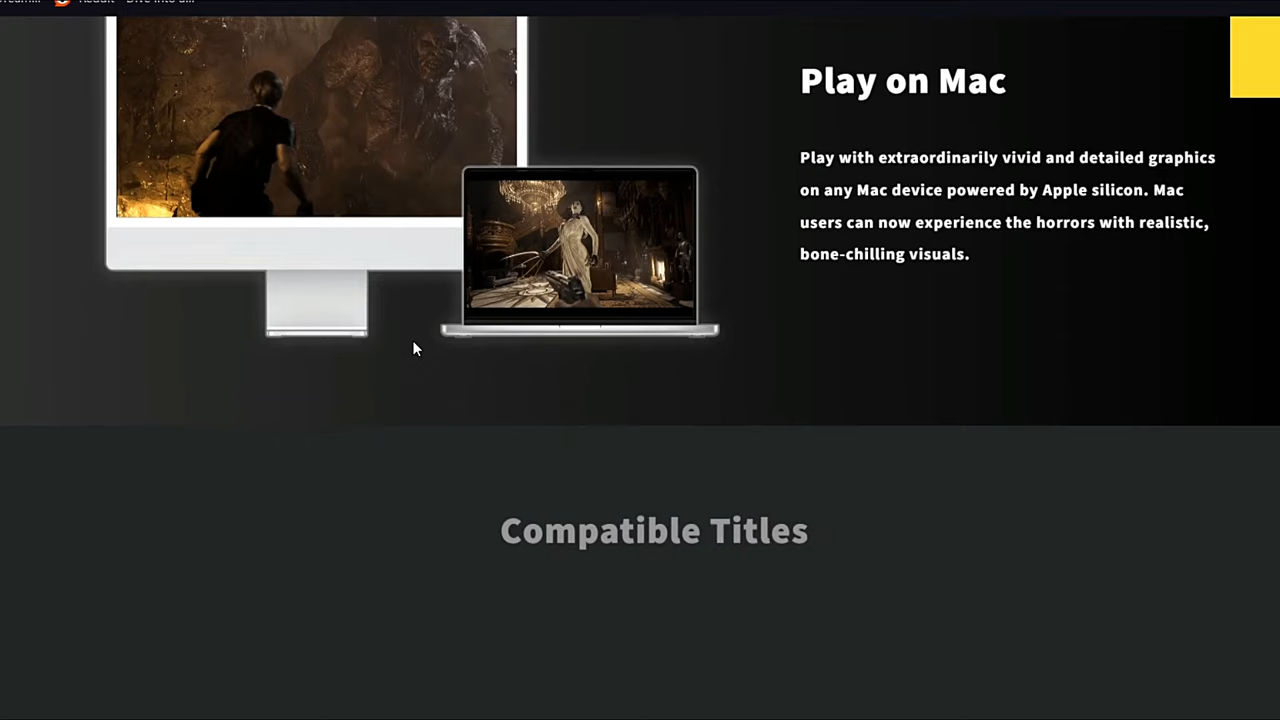 Play on Mac
Play with extraordinarily vivid and detailed graphics
on any Mac device powered by Apple silicon. Mac
users can now experience the horrors with realistic,
bone-chilling visuals.
Compatible Titles